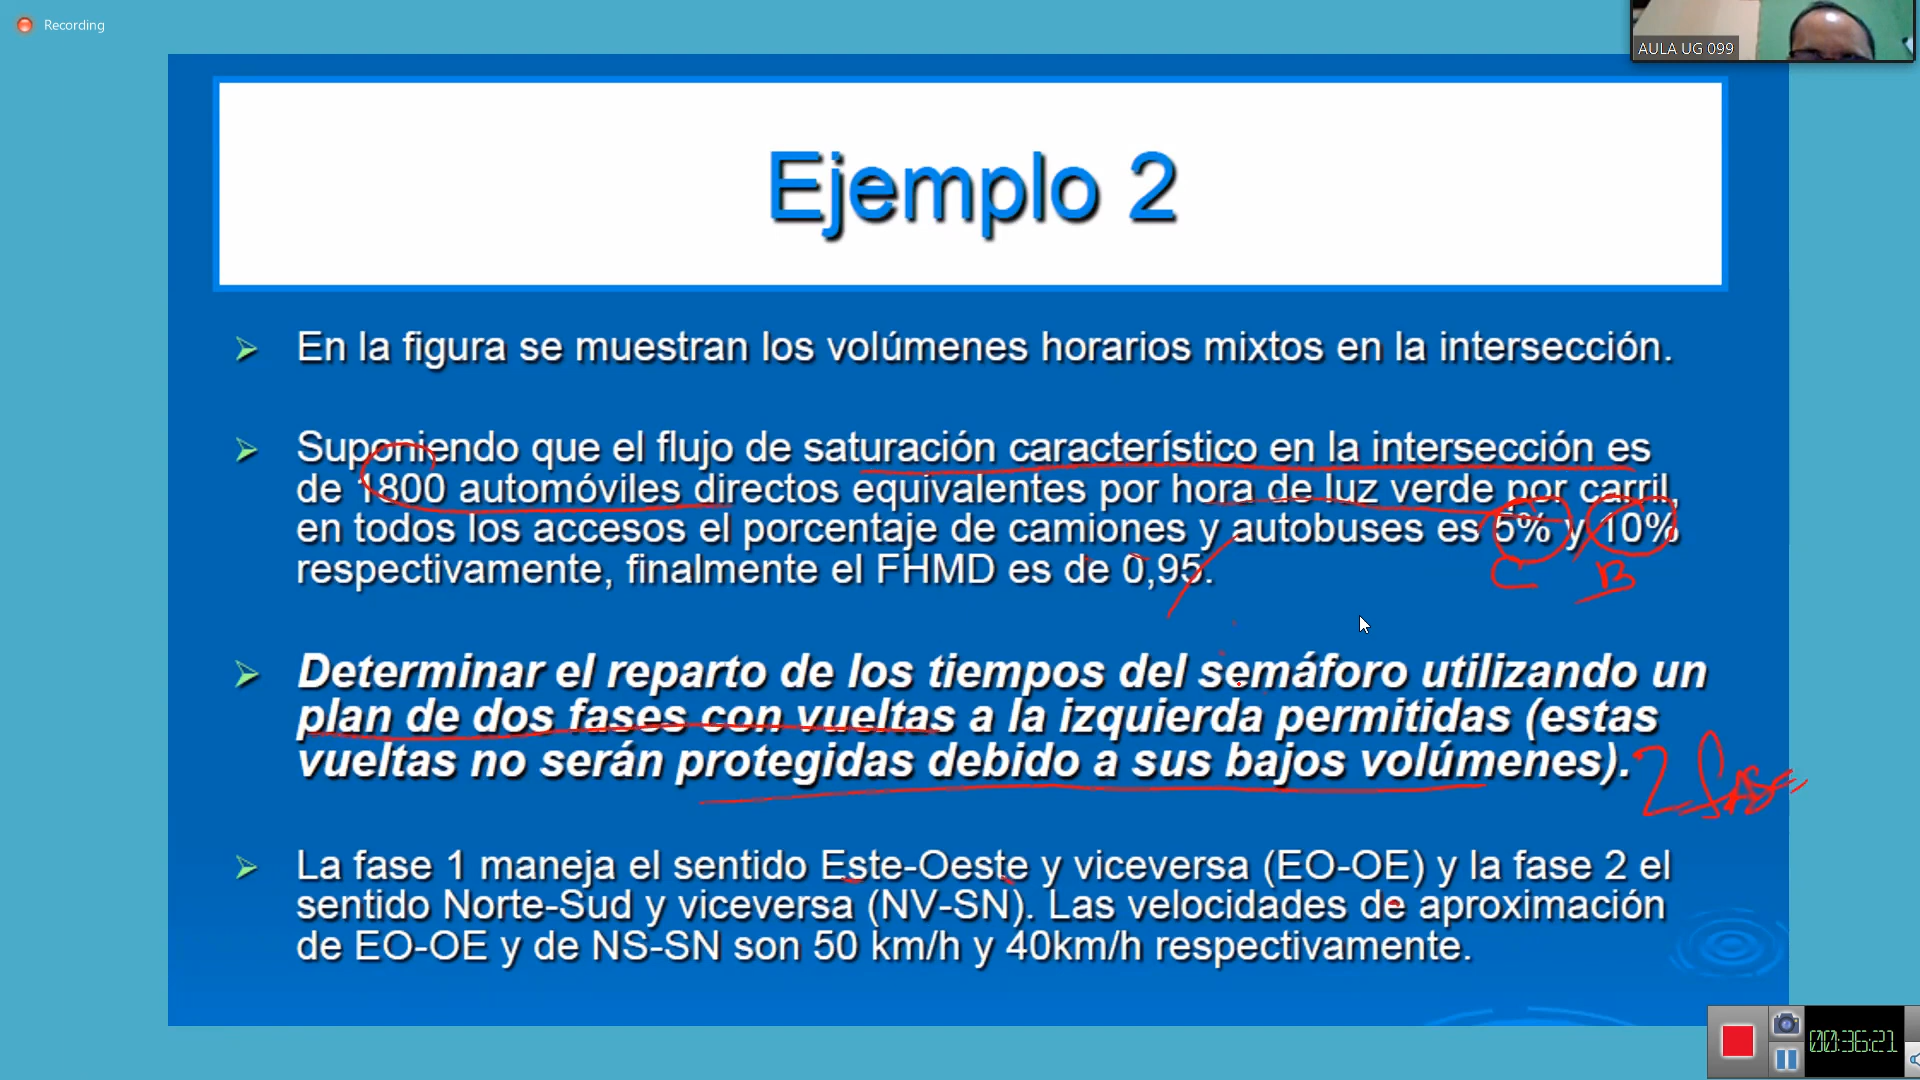 Recording
AULA UG 099
Ejemplo 2
En la figura se muestran los volúmenes horarios mixtos en la intersección.
Suponiendo que el flujo de saturación característico en la intersección es
de 1800 automóviles directos equivalentes por hora de luz verde por carril,
en todos los accesos el porcentaje de camiones y autobuses es 5% y 10%
respectivamente, finalmente el FHMD es de 0,95.
C
B
Determinar el reparto de los tiempos del semáforo utilizando un
plan de dos fases con vueltas a la izquierda permitidas (estas
vueltas no serán protegidas debido a sus bajos volúmenes).
2 fase
La fase 1 maneja el sentido Este-Oeste y viceversa (EO-OE) y la fase 2 el
sentido Norte-Sud y viceversa (NV-SN). Las velocidades de aproximación
de EO-OE y de NS-SN son 50 km/h y 40km/h respectivamente.
00:36:21